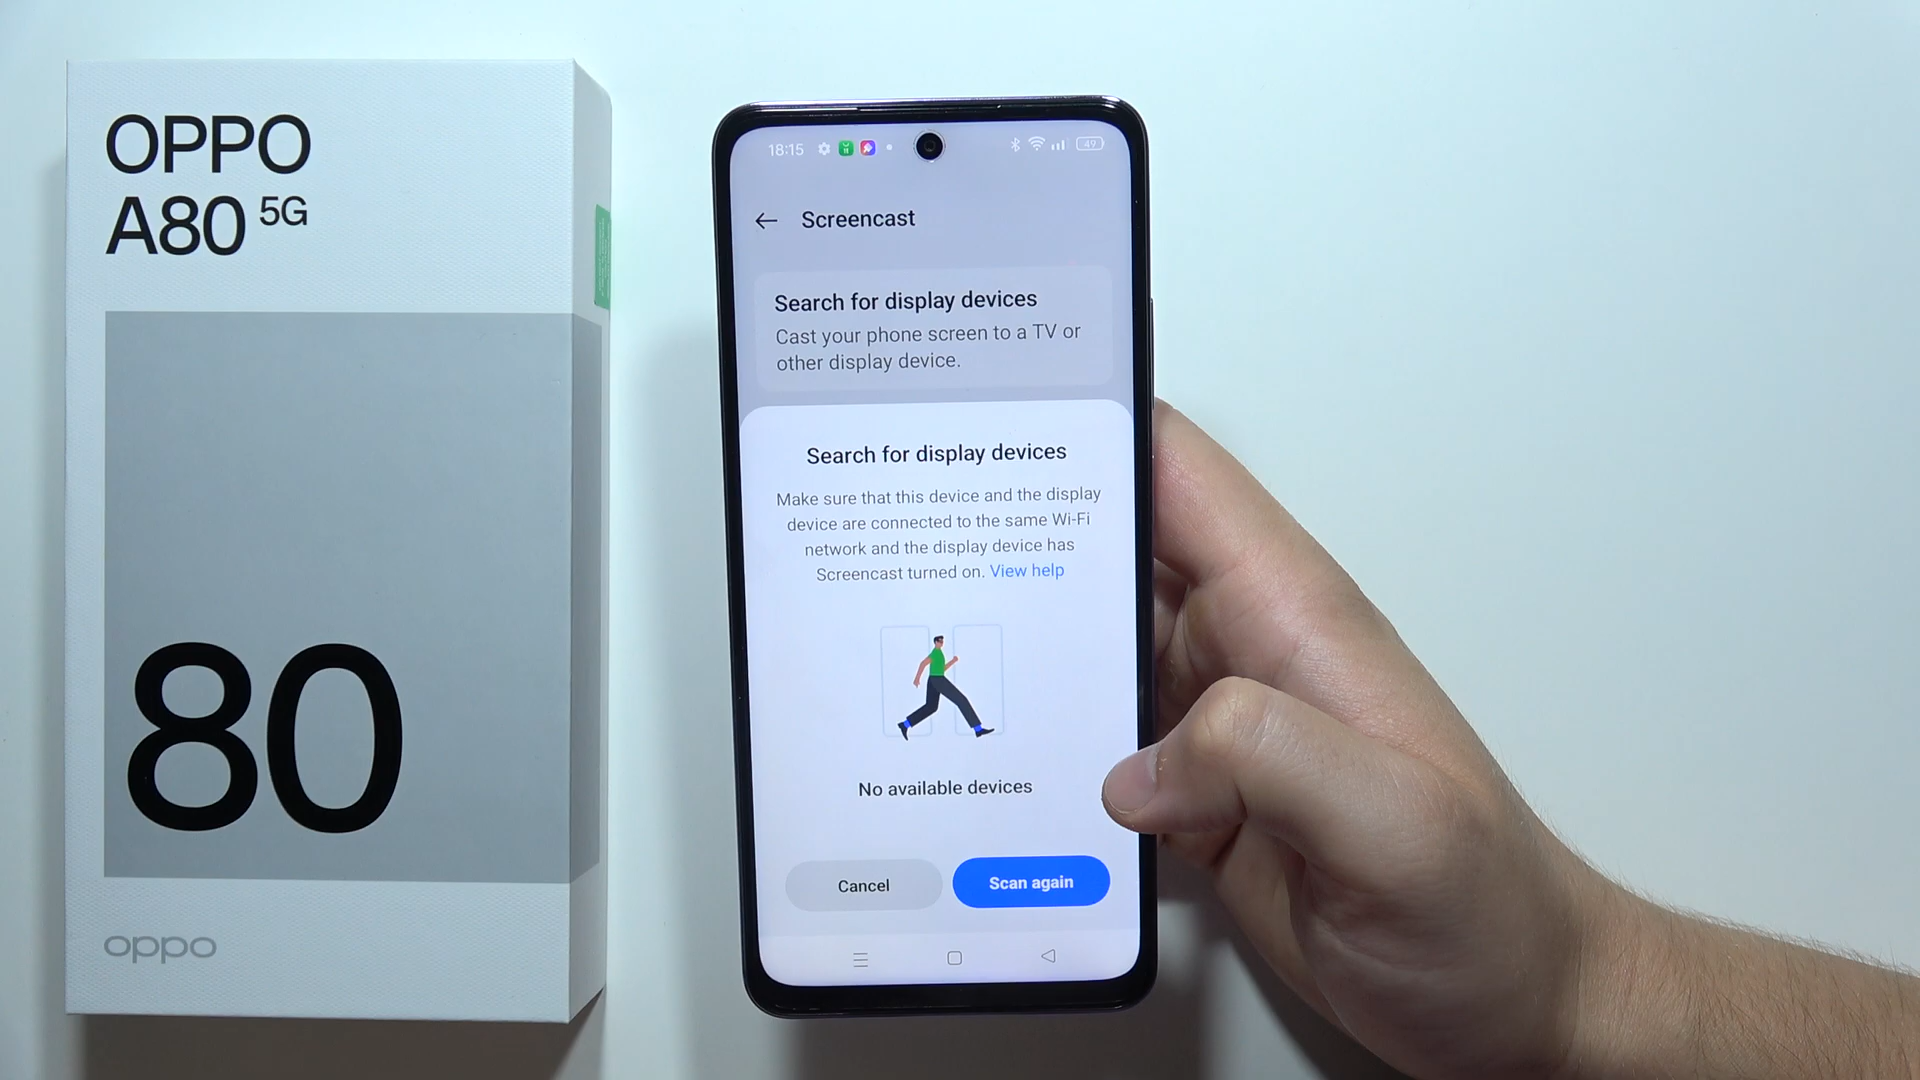 OPPO
A80 5G
80
oppo
18:15
49
Screencast
Search for display devices
Cast your phone screen to a TV or
other display device.
Search for display devices
Make sure that this device and the display
device are connected to the same Wi-Fi
network and the display device has
Screencast turned on. View help
No available devices
Cancel
Scan again